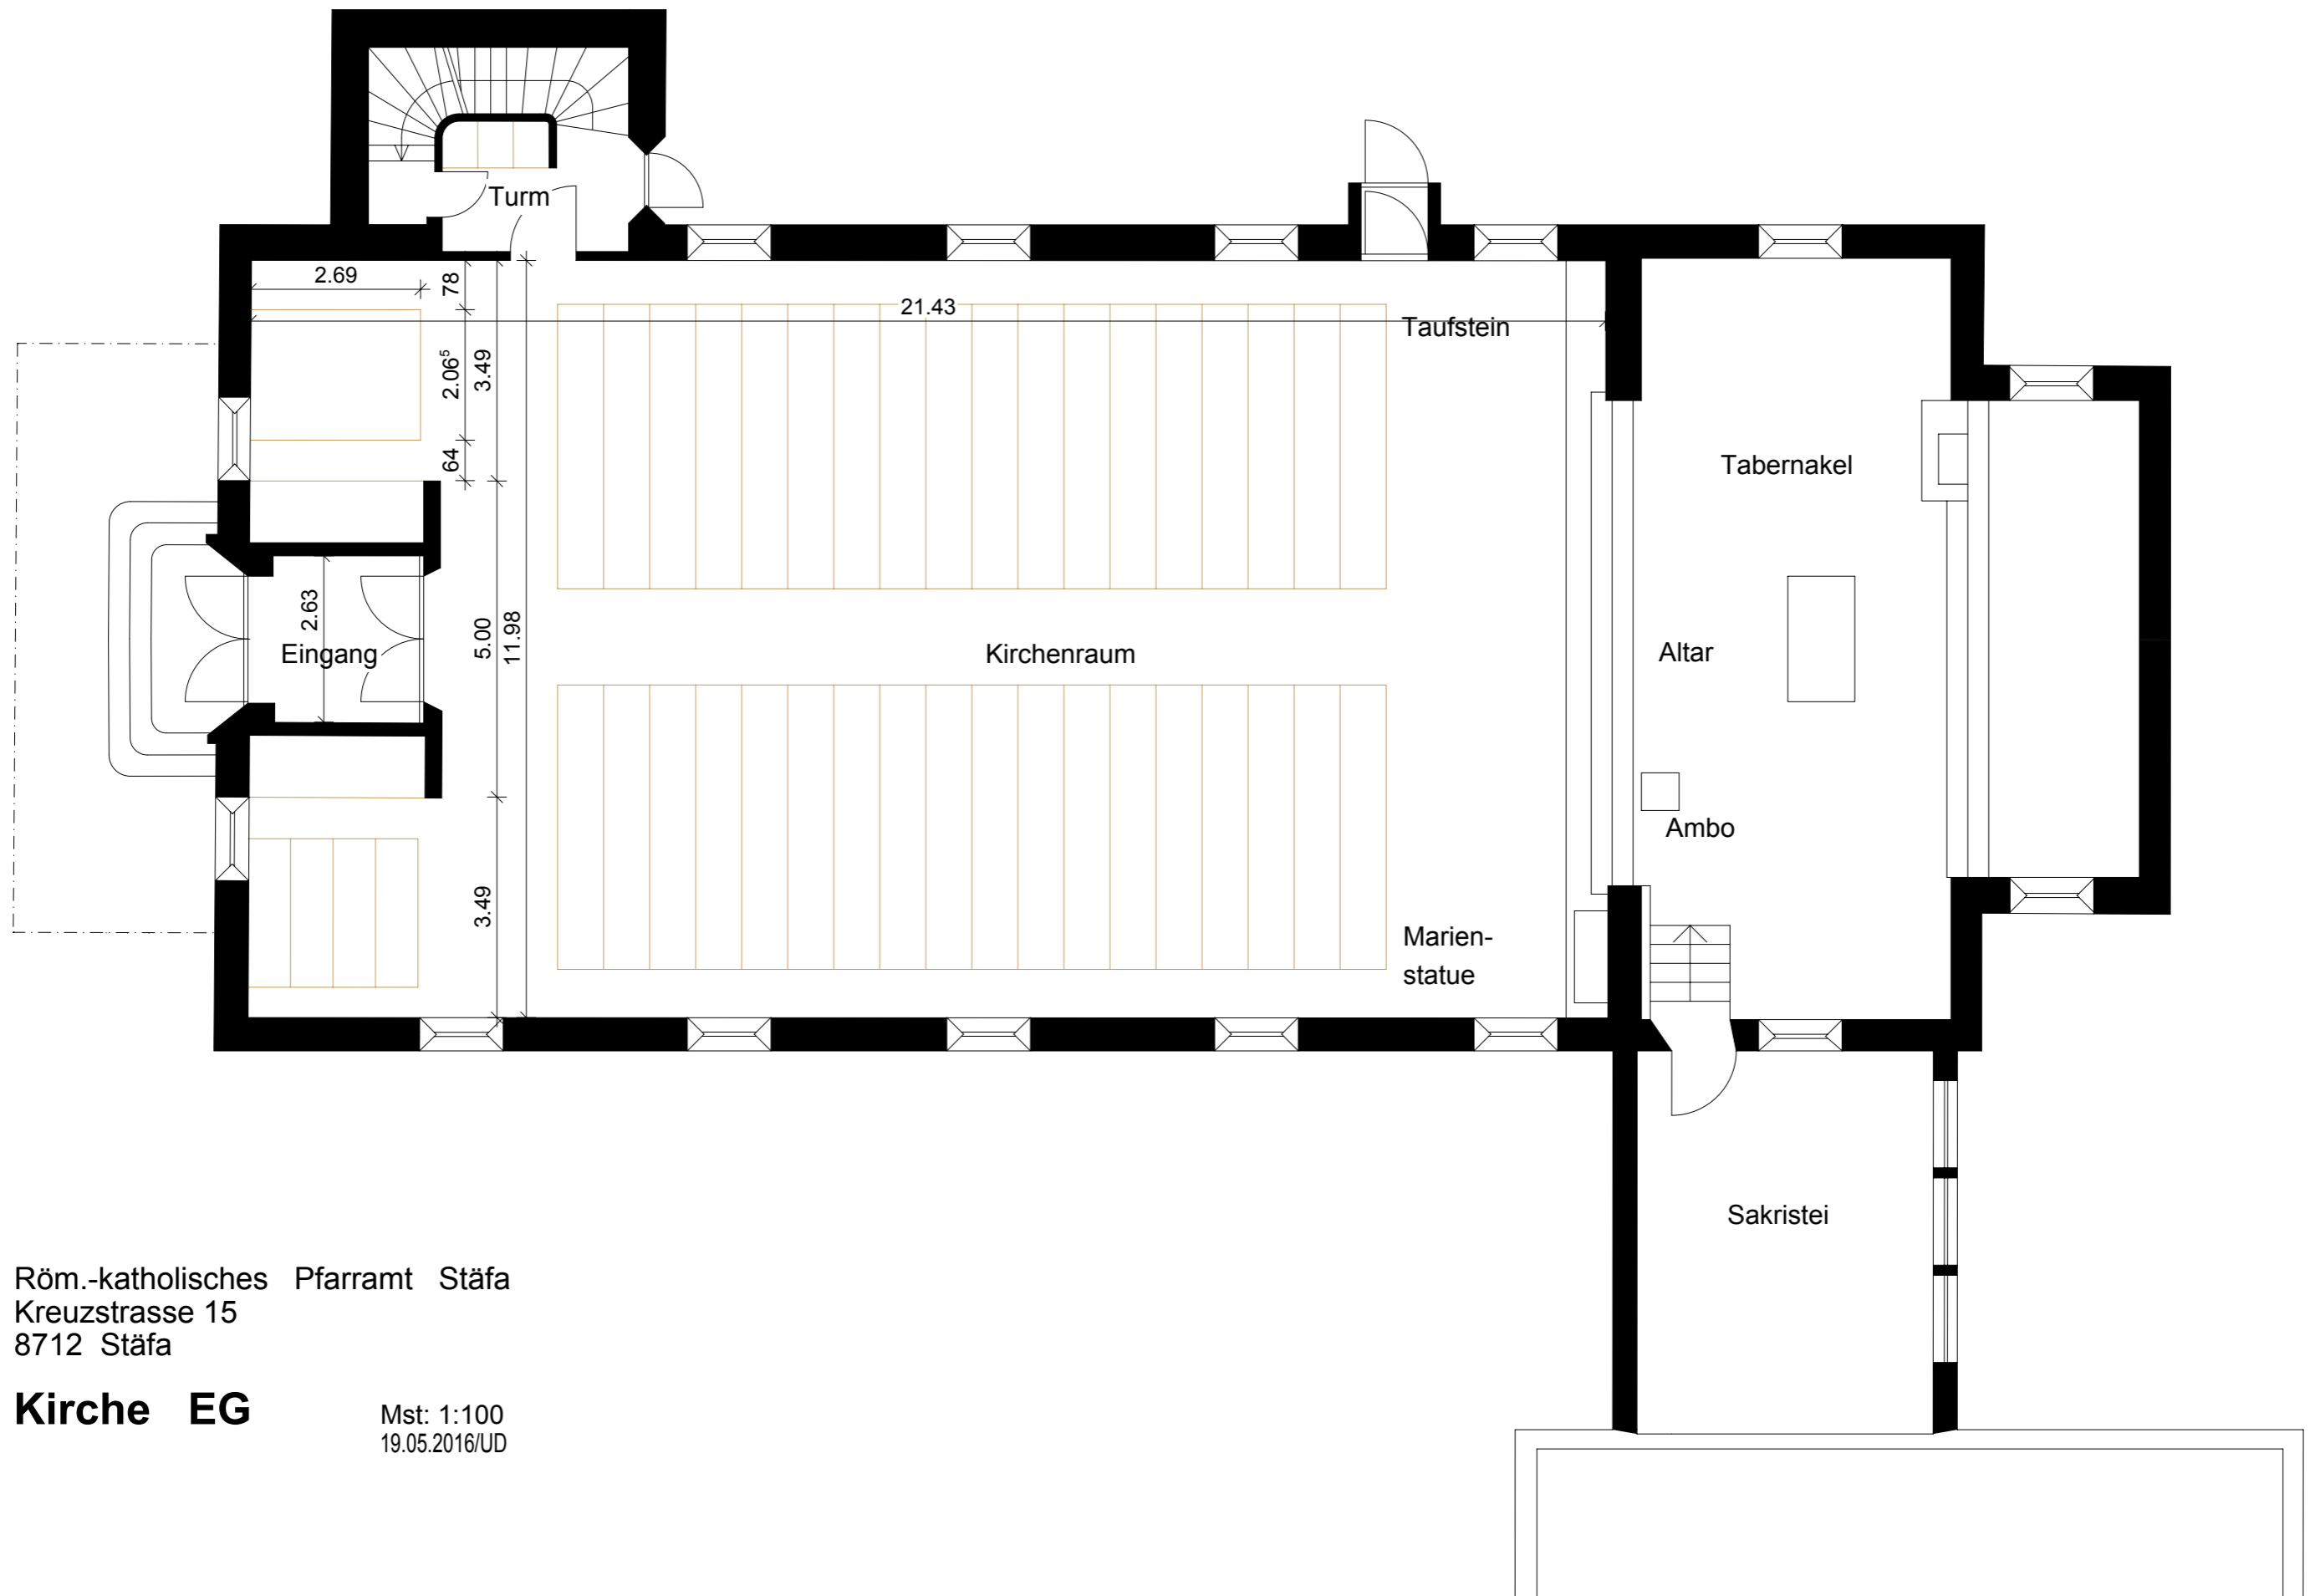 Turm
2.69
78
21.43
Taufstein
2.06⁵
3.49
64
Tabernakel
2.63
Eingang
5.00
11.98
Kirchenraum
Altar
Ambo
3.49
Marien-
statue
Sakristei
Röm.-katholisches Pfarramt Stäfa
Kreuzstrasse 15
8712 Stäfa
Kirche EG
Mst: 1:100
19.05.2016/UD